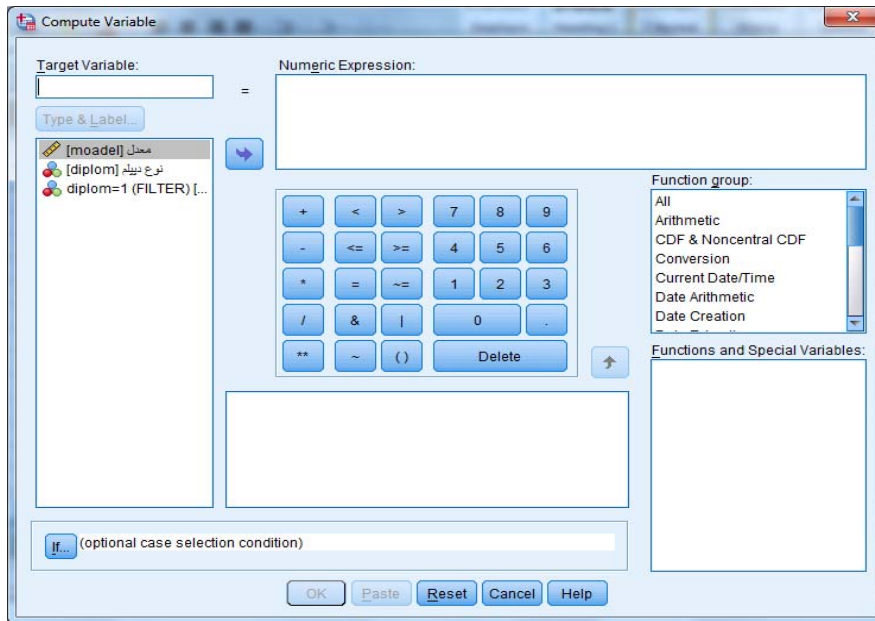 Compute Variable
Target Variable:
=
Numeric Expression:
Type & Label...
معدل [moadel]
نوع دیپلم [diplom]
diplom=1 (FILTER) [...
+ < > 7 8 9
- <= >= 4 5 6
* = ~= 1 2 3
/ & | 0 .
** ~ ( ) Delete
Function group:
All
Arithmetic
CDF & Noncentral CDF
Conversion
Current Date/Time
Date Arithmetic
Date Creation
Functions and Special Variables:
If... (optional case selection condition)
OK Paste Reset Cancel Help